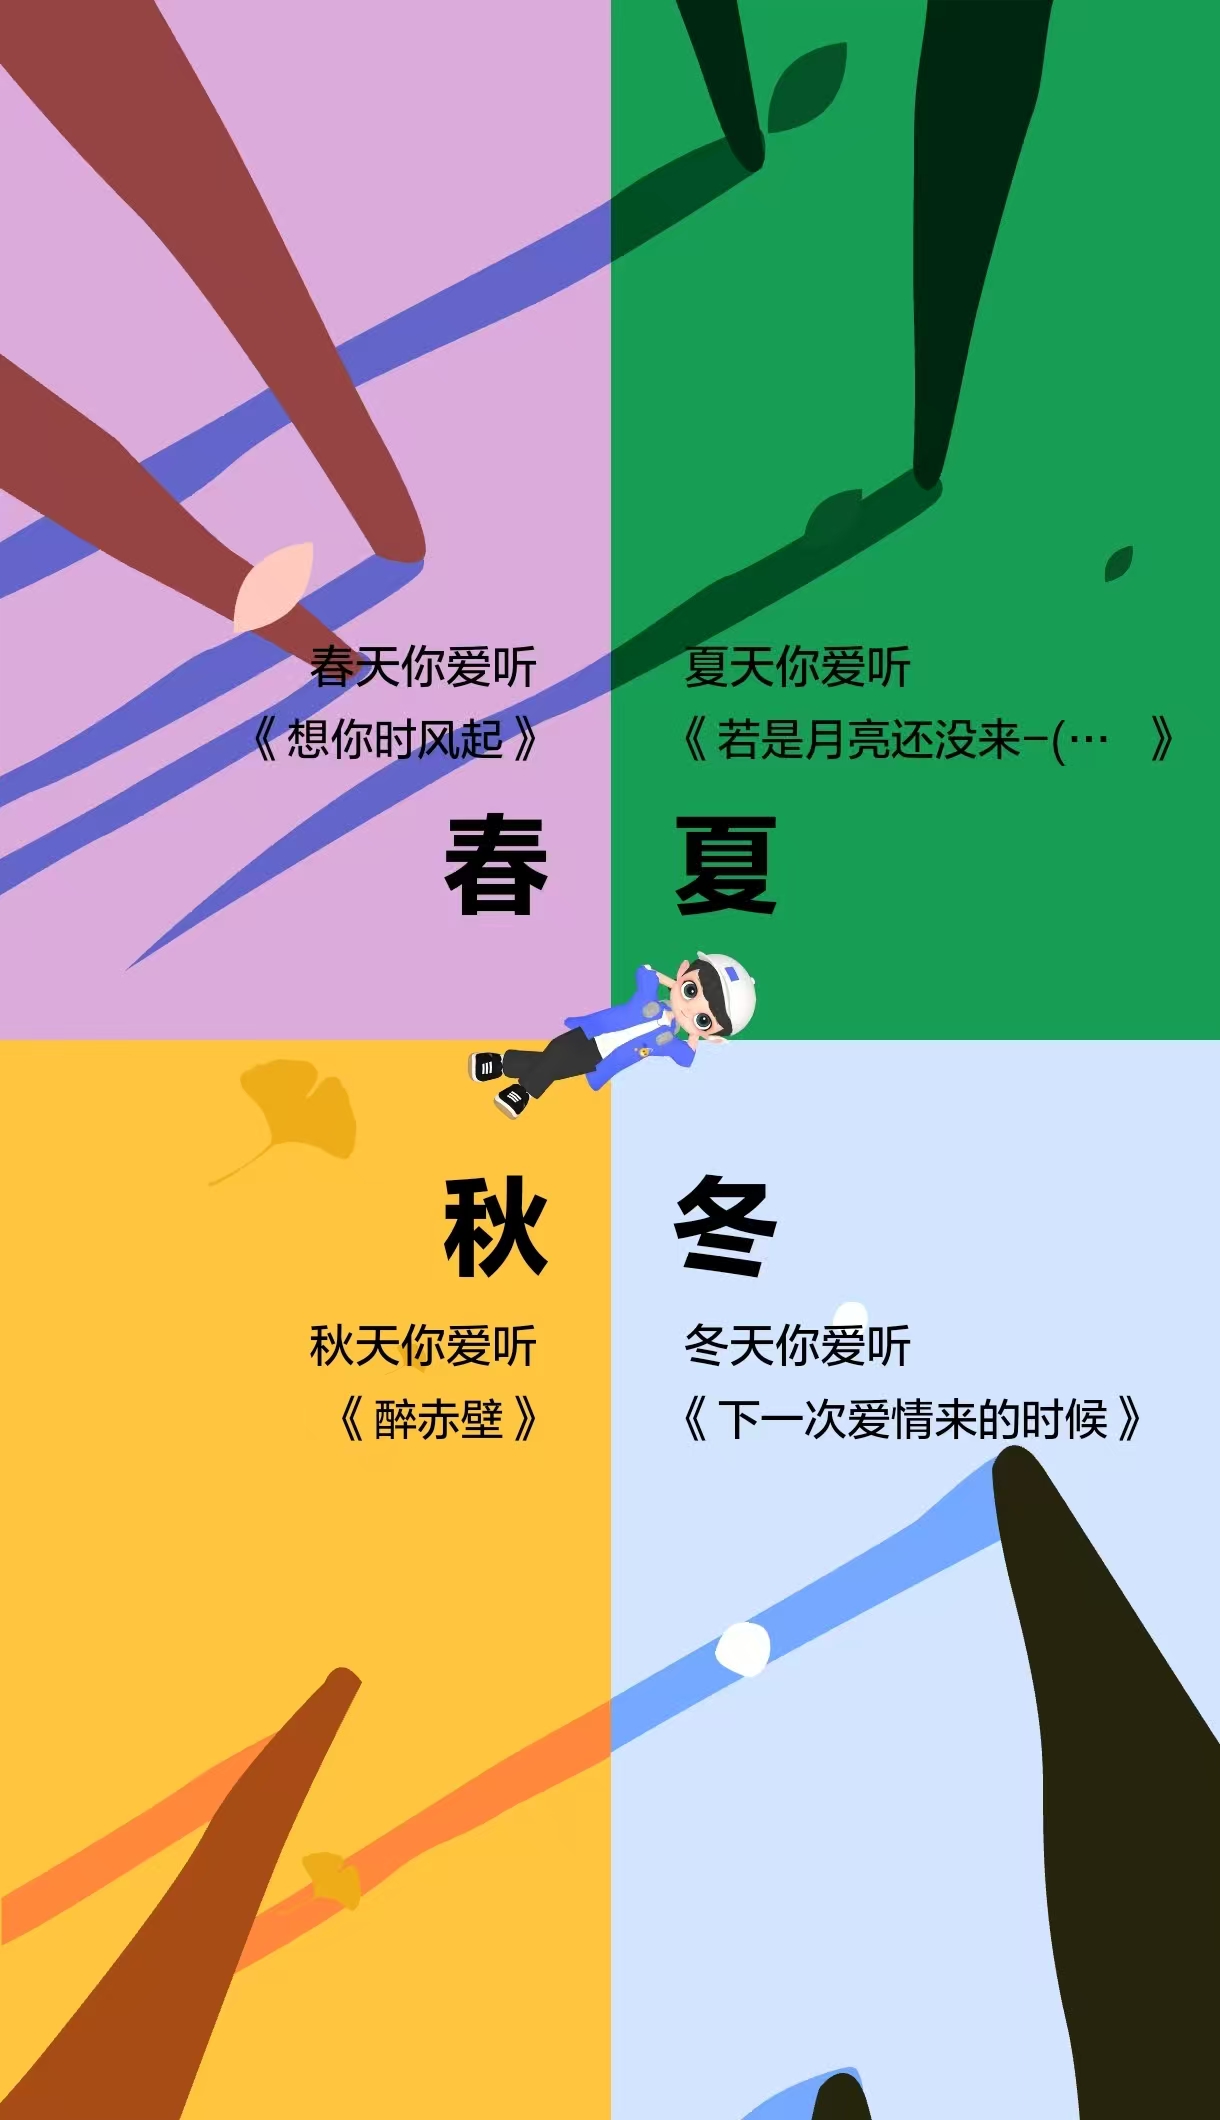 春天你爱听
《想你时风起》
春
夏天你爱听
《若是月亮还没来-(… 》
夏
秋
秋天你爱听
《醉赤壁》
冬
冬天你爱听
《下一次爱情来的时候》